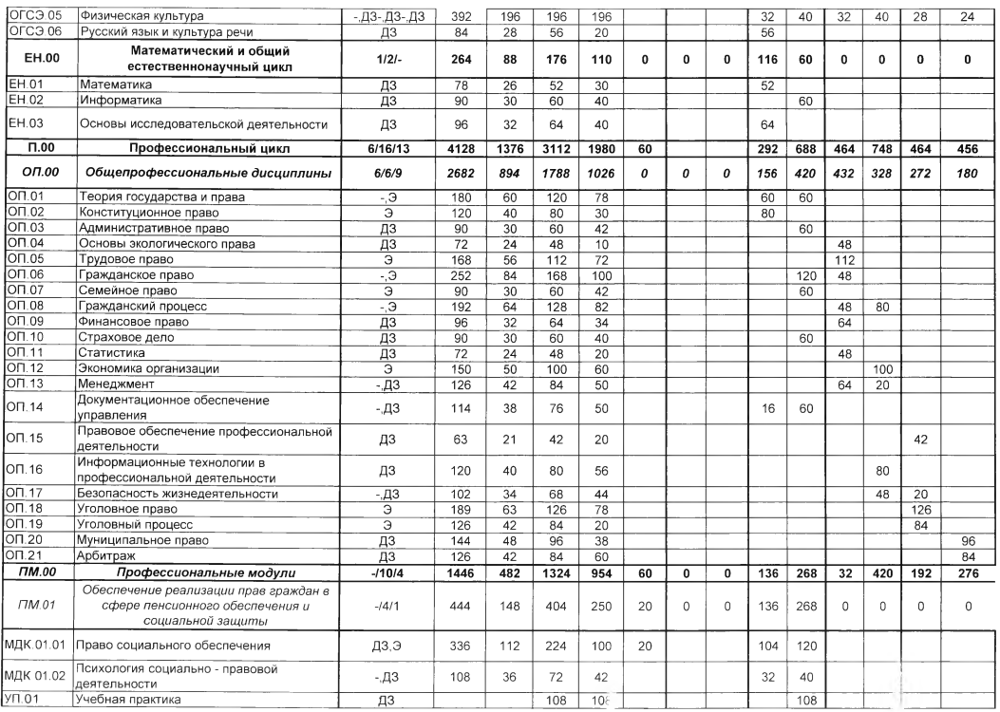 ОГСЭ.05 Физическая культура -,ДЗ-,ДЗ-,ДЗ 392 196 196 196 32 40 32 40 28 24
ОГСЭ 06 Русский язык и культура речи ДЗ 84 28 56 20 56
ЕН.00 Математический и общий естественнонаучный цикл 1/2/- 264 88 176 110 0 0 0 116 60 0 0 0 0
ЕН.01 Математика ДЗ 78 26 52 30 52
ЕН.02 Информатика ДЗ 90 30 60 40 60
ЕН.03 Основы исследовательской деятельности ДЗ 96 32 64 40 64
П.00 Профессиональный цикл 6/16/13 4128 1376 3112 1980 60 292 688 464 748 464 456
ОП.00 Общепрофессиональные дисциплины 6/6/9 2682 894 1788 1026 0 0 0 156 420 432 328 272 180
ОП.01 Теория государства и права -,Э 180 60 120 78 60 60
ОП.02 Конституционное право Э 120 40 80 30 80
ОП.03 Административное право ДЗ 90 30 60 42 60
ОП.04 Основы экологического права ДЗ 72 24 48 10 48
ОП.05 Трудовое право Э 168 56 112 72 112
ОП.06 Гражданское право -,Э 252 84 168 100 120 48
ОП.07 Семейное право Э 90 30 60 42 60
ОП.08 Гражданский процесс -,Э 192 64 128 82 48 80
ОП.09 Финансовое право ДЗ 96 32 64 34 64
ОП.10 Страховое дело ДЗ 90 30 60 40 60
ОП.11 Статистика ДЗ 72 24 48 20 48
ОП.12 Экономика организации Э 150 50 100 60 100
ОП.13 Менеджмент -,ДЗ 126 42 84 50 64 20
ОП.14 Документационное обеспечение управления -,ДЗ 114 38 76 50 16 60
ОП.15 Правовое обеспечение профессиональной деятельности ДЗ 63 21 42 20 42
ОП.16 Информационные технологии в профессиональной деятельности ДЗ 120 40 80 56 80
ОП.17 Безопасность жизнедеятельности -,ДЗ 102 34 68 44 48 20
ОП.18 Уголовное право Э 189 63 126 78 126
ОП.19 Уголовный процесс Э 126 42 84 20 84
ОП.20 Муниципальное право ДЗ 144 48 96 38 96
ОП.21 Арбитраж ДЗ 126 42 84 60 84
ПМ.00 Профессиональные модули -/10/4 1446 482 1324 954 60 0 0 136 268 32 420 192 276
ПМ.01 Обеспечение реализации прав граждан в сфере пенсионного обеспечения и социальной защиты -/4/1 444 148 404 250 20 0 0 136 268 0 0 0 0
МДК.01.01 Право социального обеспечения ДЗ,Э 336 112 224 100 20 104 120
МДК 01.02 Психология социально - правовой деятельности -,ДЗ 108 36 72 42 32 40
УП.01 Учебная практика ДЗ 108 108 108